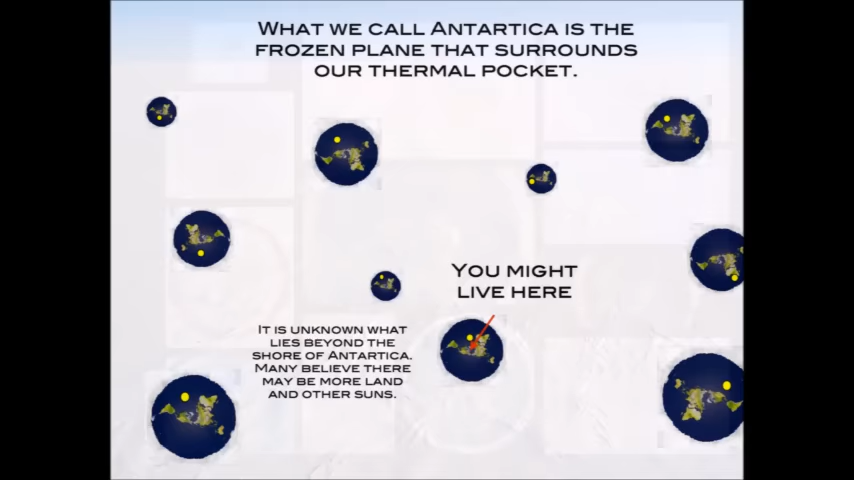 What we call Antartica is the
frozen plane that surrounds
our thermal pocket.
You might
live here
It is unknown what
lies beyond the
shore of Antartica.
Many believe there
may be more land
and other suns.